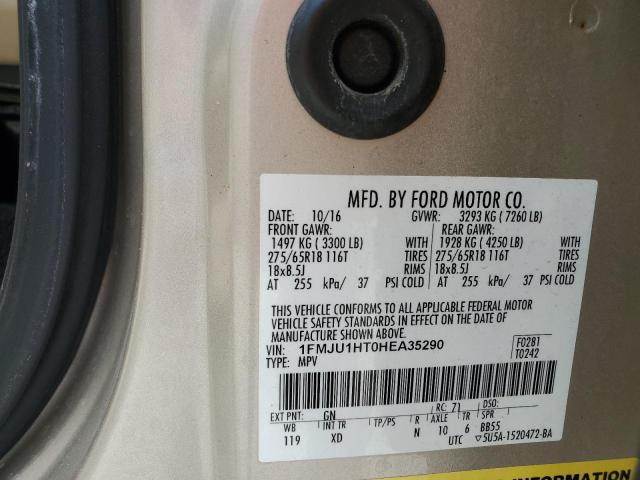 MFD. BY FORD MOTOR CO.
DATE: 10/16 GVWR: 3293 KG ( 7260 LB)
FRONT GAWR: REAR GAWR:
1497 KG ( 3300 LB) WITH 1928 KG ( 4250 LB) WITH
275/65R18 116T TIRES 275/65R18 116T TIRES
18x8.5J RIMS 18x8.5J RIMS
AT 255 kPa/ 37 PSI COLD AT 255 kPa/ 37 PSI COLD
THIS VEHICLE CONFORMS TO ALL APPLICABLE FEDERAL MOTOR
VEHICLE SAFETY STANDARDS IN EFFECT ON THE DATE OF
MANUFACTURE SHOWN ABOVE.
VIN: 1FMJU1HT0HEA35290 F0281
TYPE: MPV T0242
EXT PNT: GN RC: 71 DSO:
WB INT TR TP/PS R AXLE TR SPR
119 XD N 10 6 BB55
UTC ▽5U5A-1520472-BA
INFORMATION